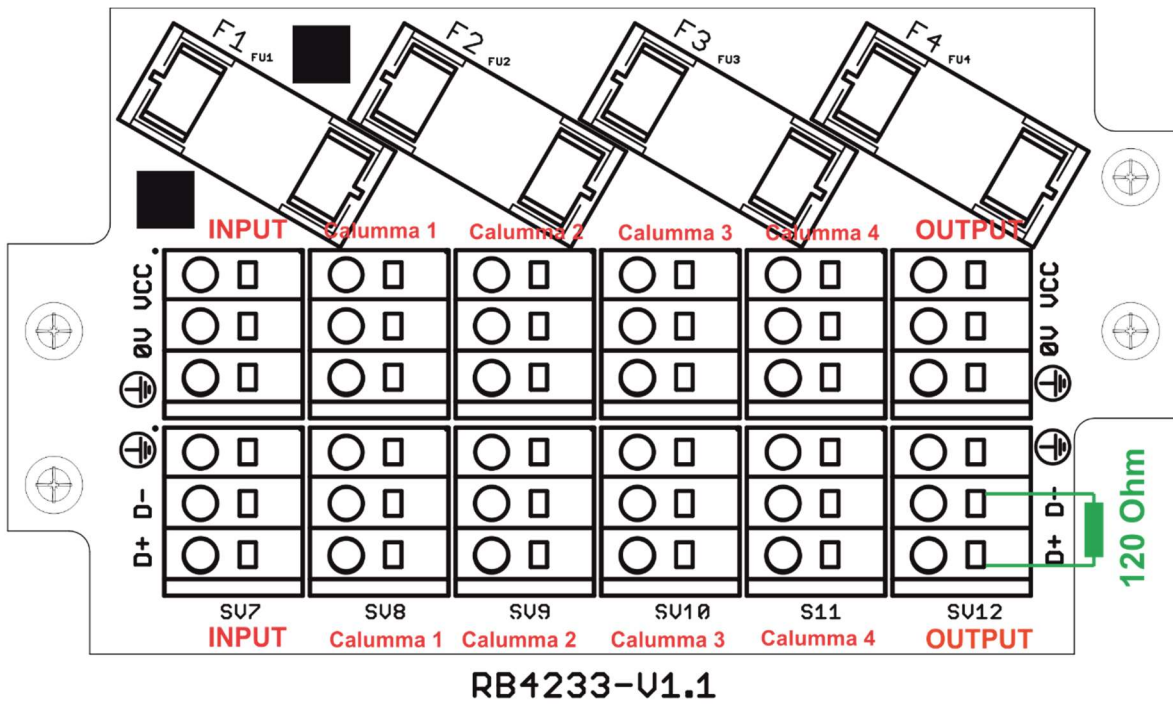 F1 FU1
F2 FU2
F3 FU3
F4 FU4
INPUT Calumma 1 Calumma 2 Calumma 3 Calumma 4 OUTPUT
VCC
0V
VCC
0V
D-
D+
D-
D+
120 Ohm
SV7 SV8 SV9 SV10 S11 SV12
INPUT Calumma 1 Calumma 2 Calumma 3 Calumma 4 OUTPUT
RB4233-V1.1